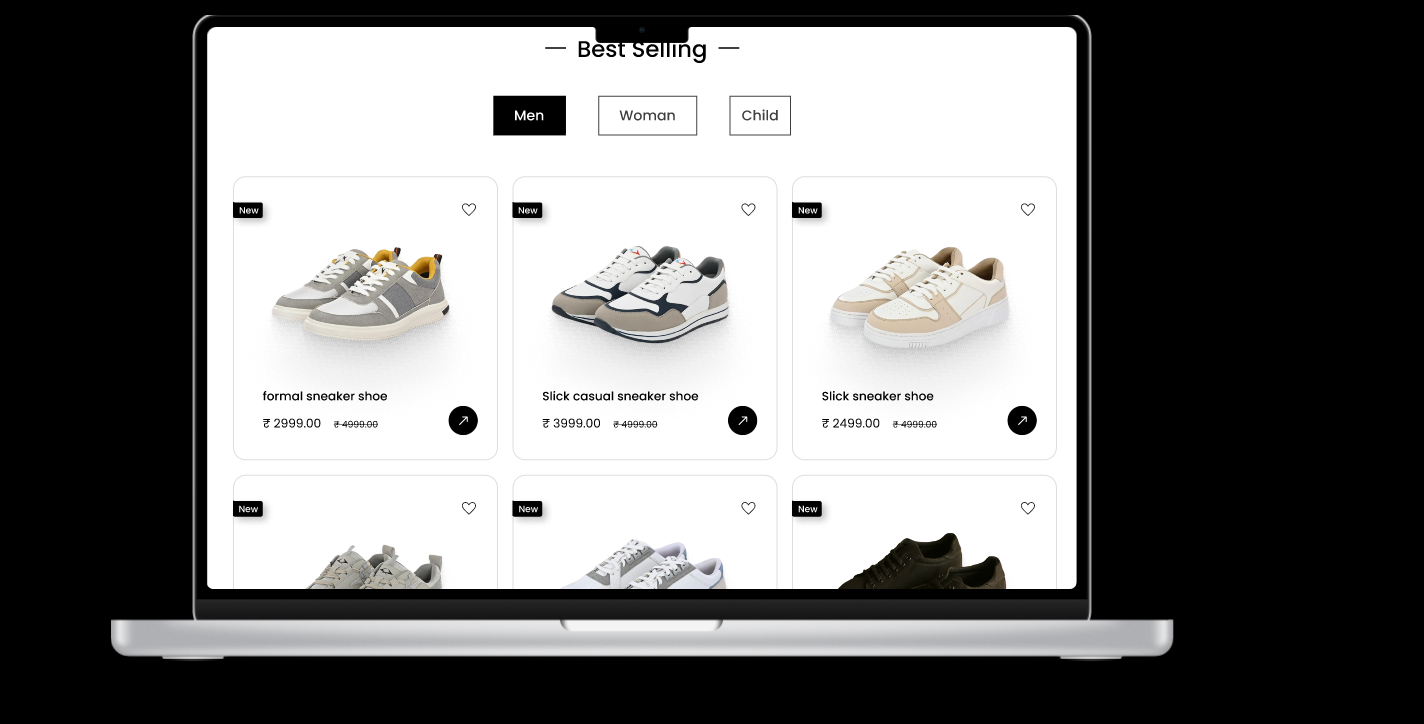 Best Selling
Men Woman Child
New New New
formal sneaker shoe Slick casual sneaker shoe Slick sneaker shoe
₹ 2999.00 ₹ 4999.00 ₹ 3999.00 ₹ 4999.00 ₹ 2499.00 ₹ 4999.00
New New New